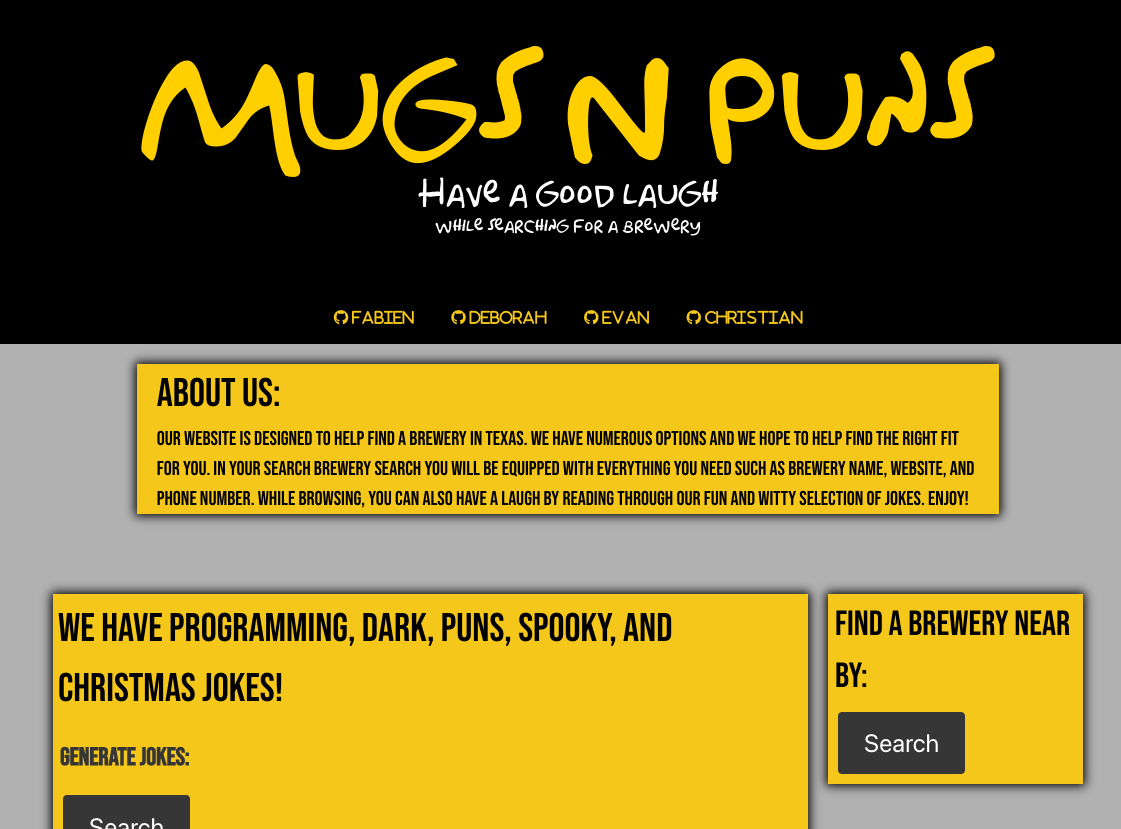 MUGS N PUNS
HAVE A GOOD LAUGH
WHILE SEARCHING FOR A BREWERY
FABIEN DEBORAH EVAN CHRISTIAN
ABOUT US:
OUR WEBSITE IS DESIGNED TO HELP FIND A BREWERY IN TEXAS. WE HAVE NUMEROUS OPTIONS AND WE HOPE TO HELP FIND THE RIGHT FIT
FOR YOU. IN YOUR SEARCH BREWERY SEARCH YOU WILL BE EQUIPPED WITH EVERYTHING YOU NEED SUCH AS BREWERY NAME, WEBSITE, AND
PHONE NUMBER. WHILE BROWSING, YOU CAN ALSO HAVE A LAUGH BY READING THROUGH OUR FUN AND WITTY SELECTION OF JOKES. ENJOY!
WE HAVE PROGRAMMING, DARK, PUNS, SPOOKY, AND
CHRISTMAS JOKES!
GENERATE JOKES:
Search
FIND A BREWERY NEAR
BY:
Search